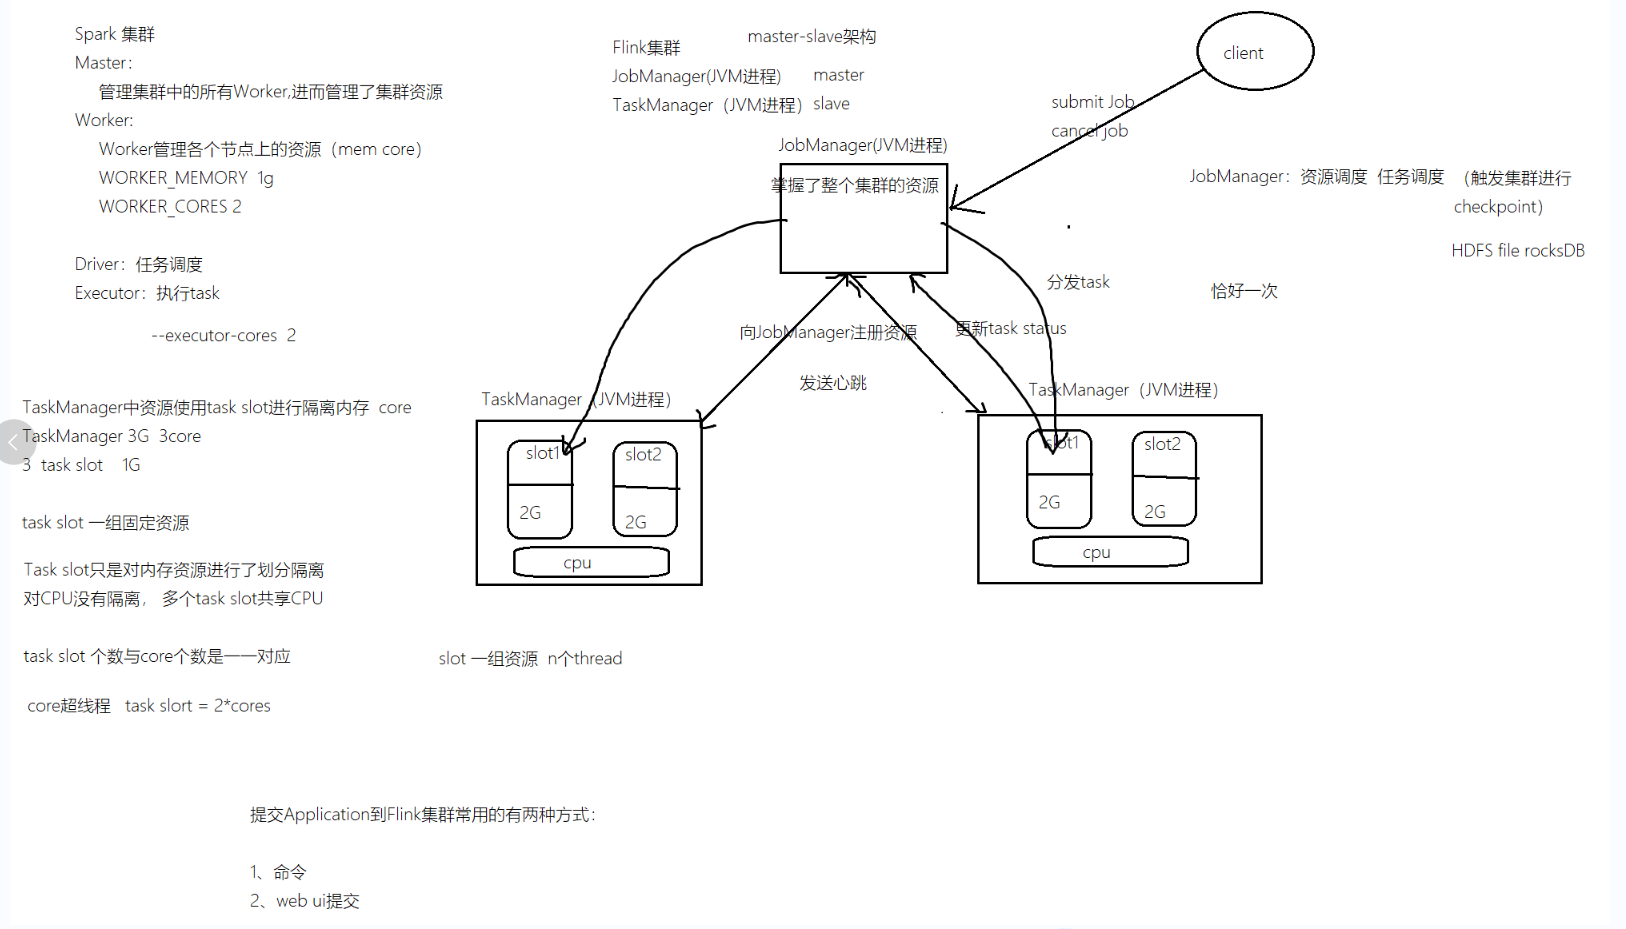 Spark 集群
Master：
管理集群中的所有Worker,进而管理了集群资源
Worker:
Worker管理各个节点上的资源（mem core）
WORKER_MEMORY 1g
WORKER_CORES 2
Driver：任务调度
Executor：执行task
--executor-cores 2
Flink集群
master-slave架构
JobManager(JVM进程) master
TaskManager（JVM进程）slave
client
submit Job
cancel job
JobManager(JVM进程)
掌握了整个集群的资源
JobManager：资源调度 任务调度 （触发集群进行
checkpoint）
HDFS file rocksDB
分发task
恰好一次
向JobManager注册资源
更新task status
发送心跳
TaskManager（JVM进程）
slot1
slot2
2G
2G
cpu
TaskManager（JVM进程）
slot1
slot2
2G
2G
cpu
TaskManager中资源使用task slot进行隔离内存 core
TaskManager 3G 3core
3 task slot 1G
task slot 一组固定资源
Task slot只是对内存资源进行了划分隔离
对CPU没有隔离， 多个task slot共享CPU
task slot 个数与core个数是一一对应
slot 一组资源 n个thread
core超线程 task slort = 2*cores
提交Application到Flink集群常用的有两种方式：
1、命令
2、web ui提交